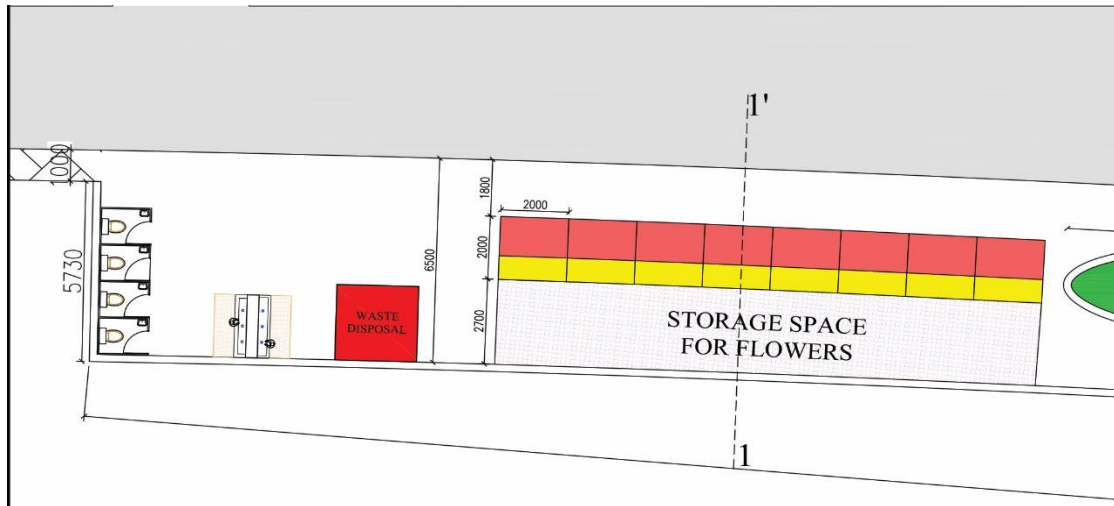 1'
1000
1800
2000
5730
6500
2000
2700
WASTE
DISPOSAL
STORAGE SPACE
FOR FLOWERS
1